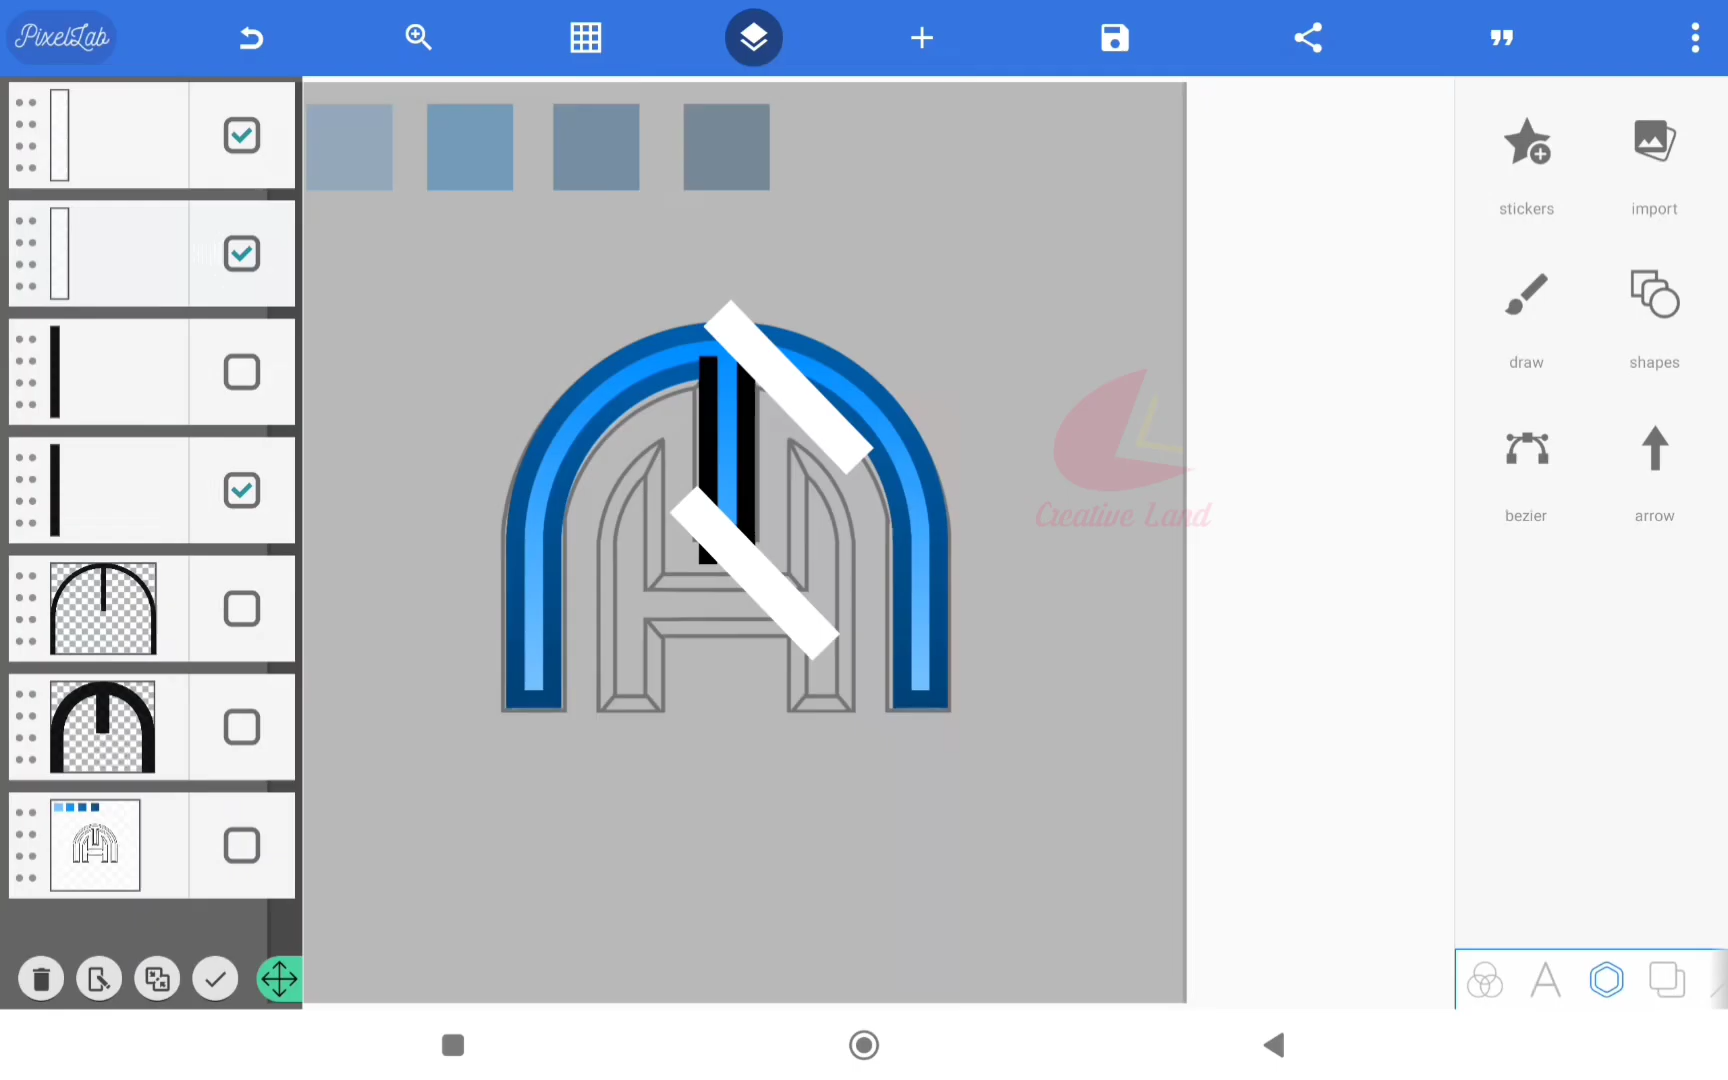 PixelLab
stickers
import
draw
shapes
Creative Land
bezier
arrow